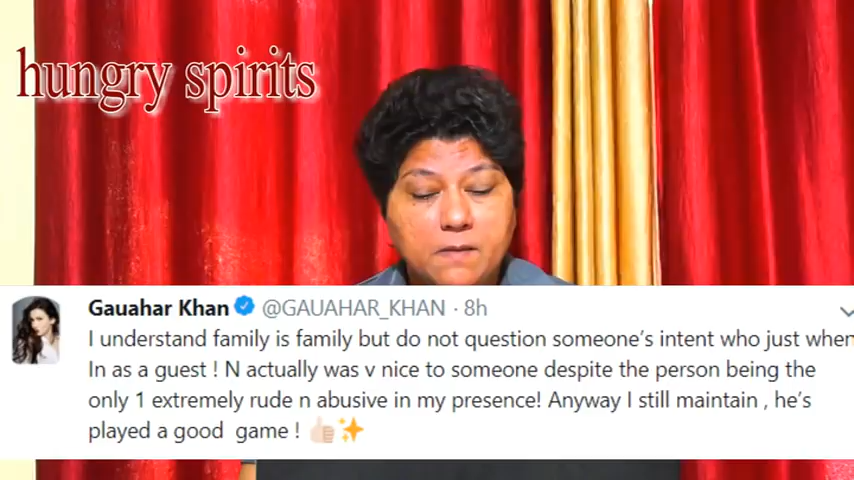 hungry spirits
Gauahar Khan @GAUAHAR_KHAN · 8h
I understand family is family but do not question someone's intent who just when
In as a guest ! N actually was v nice to someone despite the person being the
only 1 extremely rude n abusive in my presence! Anyway I still maintain , he's
played a good game ! 👍🏻✨